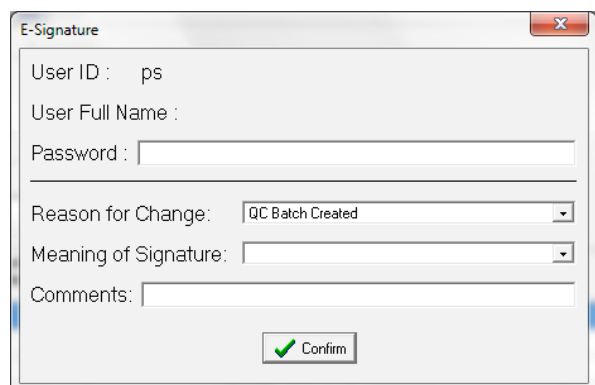 E-Signature
User ID : ps
User Full Name :
Password :
Reason for Change: QC Batch Created
Meaning of Signature:
Comments:
Confirm